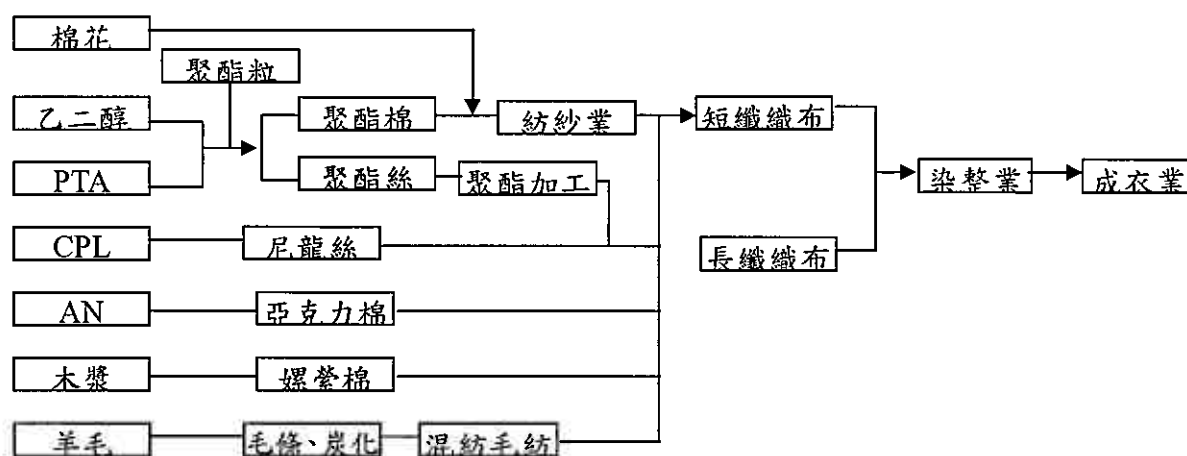 棉花
聚酯粒
乙二醇
聚酯棉
紡紗業
短纖織布
PTA
聚酯絲
聚酯加工
染整業
成衣業
CPL
尼龍絲
長纖織布
AN
亞克力棉
木漿
嫘縈棉
羊毛
毛條、炭化
混紡毛紡